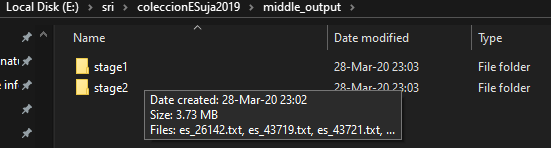 Local Disk (E:) > sri > coleccionESuja2019 > middle_output
Name Date modified Type
stage1 28-Mar-20 23:03 File folder
stage2 28-Mar-20 23:03 File folder
Date created: 28-Mar-20 23:02
Size: 3.73 MB
Files: es_26142.txt, es_43719.txt, es_43721.txt, ...